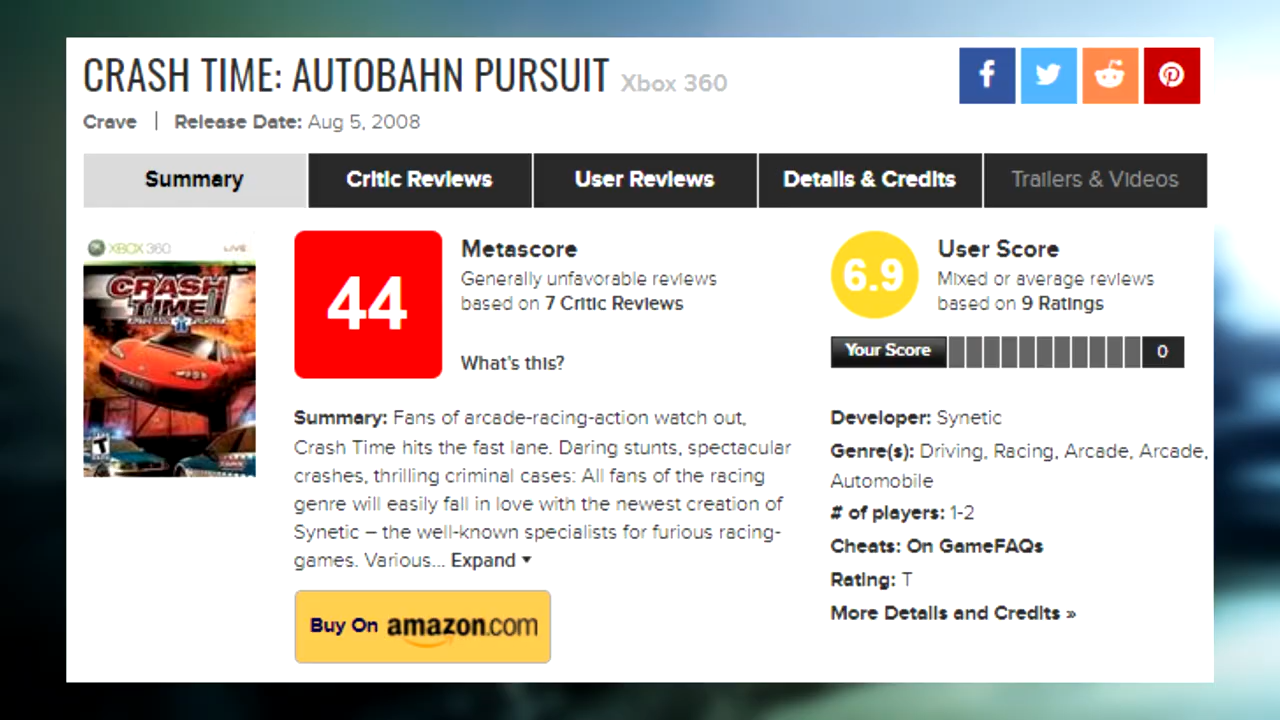 CRASH TIME: AUTOBAHN PURSUIT Xbox 360
Crave | Release Date: Aug 5, 2008
Summary
Critic Reviews
User Reviews
Details & Credits
Trailers & Videos
XBOX 360 LIVE
CRASH
TIME
44
Metascore
Generally unfavorable reviews
based on 7 Critic Reviews
What's this?
6.9
User Score
Mixed or average reviews
based on 9 Ratings
Your Score 0
Summary: Fans of arcade-racing-action watch out,
Crash Time hits the fast lane. Daring stunts, spectacular
crashes, thrilling criminal cases: All fans of the racing
genre will easily fall in love with the newest creation of
Synetic – the well-known specialists for furious racing-
games. Various... Expand
Buy On amazon.com
Developer: Synetic
Genre(s): Driving, Racing, Arcade, Arcade,
Automobile
# of players: 1-2
Cheats: On GameFAQs
Rating: T
More Details and Credits »